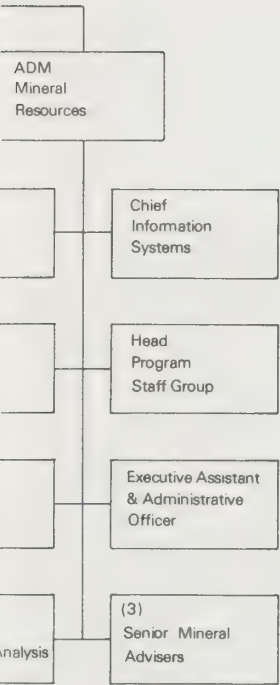 ADM
Mineral
Resources
Chief
Information
Systems
Head
Program
Staff Group
Executive Assistant
& Administrative
Officer
Analysis
(3)
Senior Mineral
Advisers